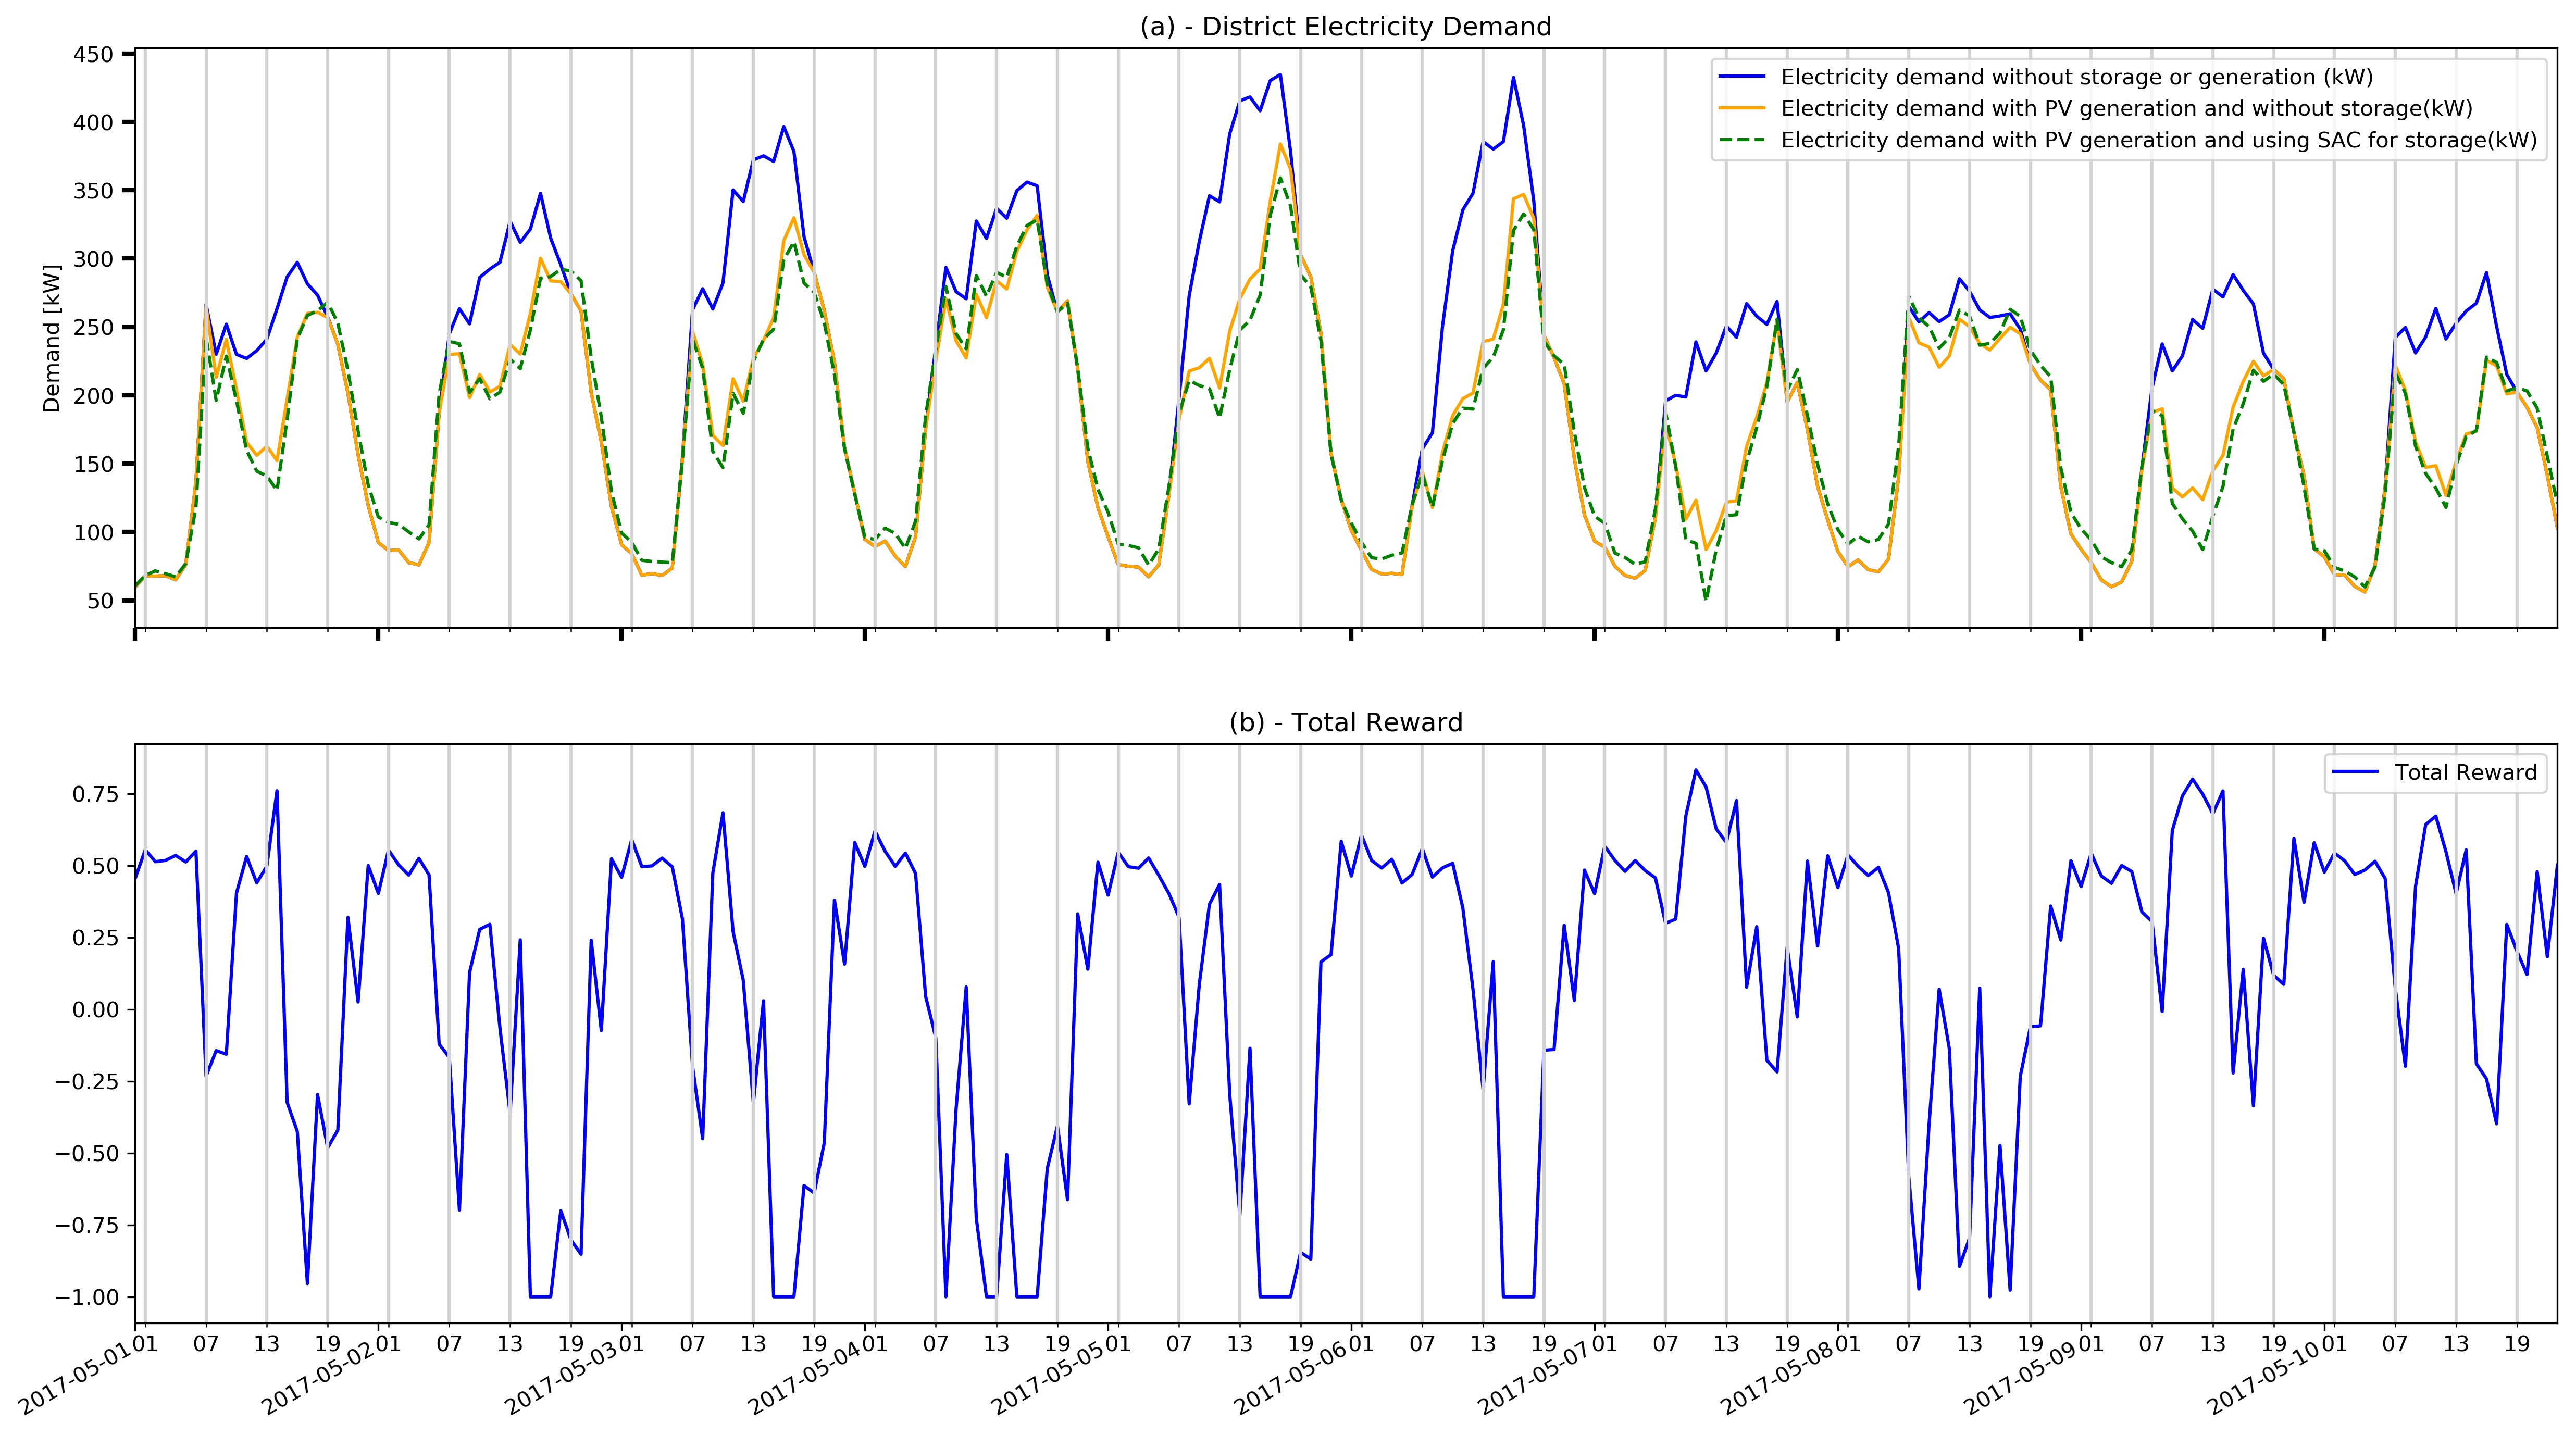 (a) - District Electricity Demand
Demand [kW]
450
400
350
300
250
200
150
100
50
Electricity demand without storage or generation (kW)
Electricity demand with PV generation and without storage(kW)
Electricity demand with PV generation and using SAC for storage(kW)
(b) - Total Reward
0.75
0.50
0.25
0.00
−0.25
−0.50
−0.75
−1.00
Total Reward
01 07 13 19 01 07 13 19 01 07 13 19 01 07 13 19 01 07 13 19 01 07 13 19 01 07 13 19 01 07 13 19 01 07 13 19 01 07 13 19
2017-05-01 2017-05-02 2017-05-03 2017-05-04 2017-05-05 2017-05-06 2017-05-07 2017-05-08 2017-05-09 2017-05-10